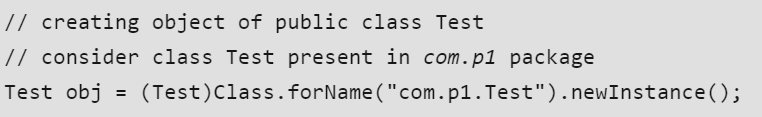 // creating object of public class Test
// consider class Test present in com.p1 package
Test obj = (Test)Class.forName("com.p1.Test").newInstance();